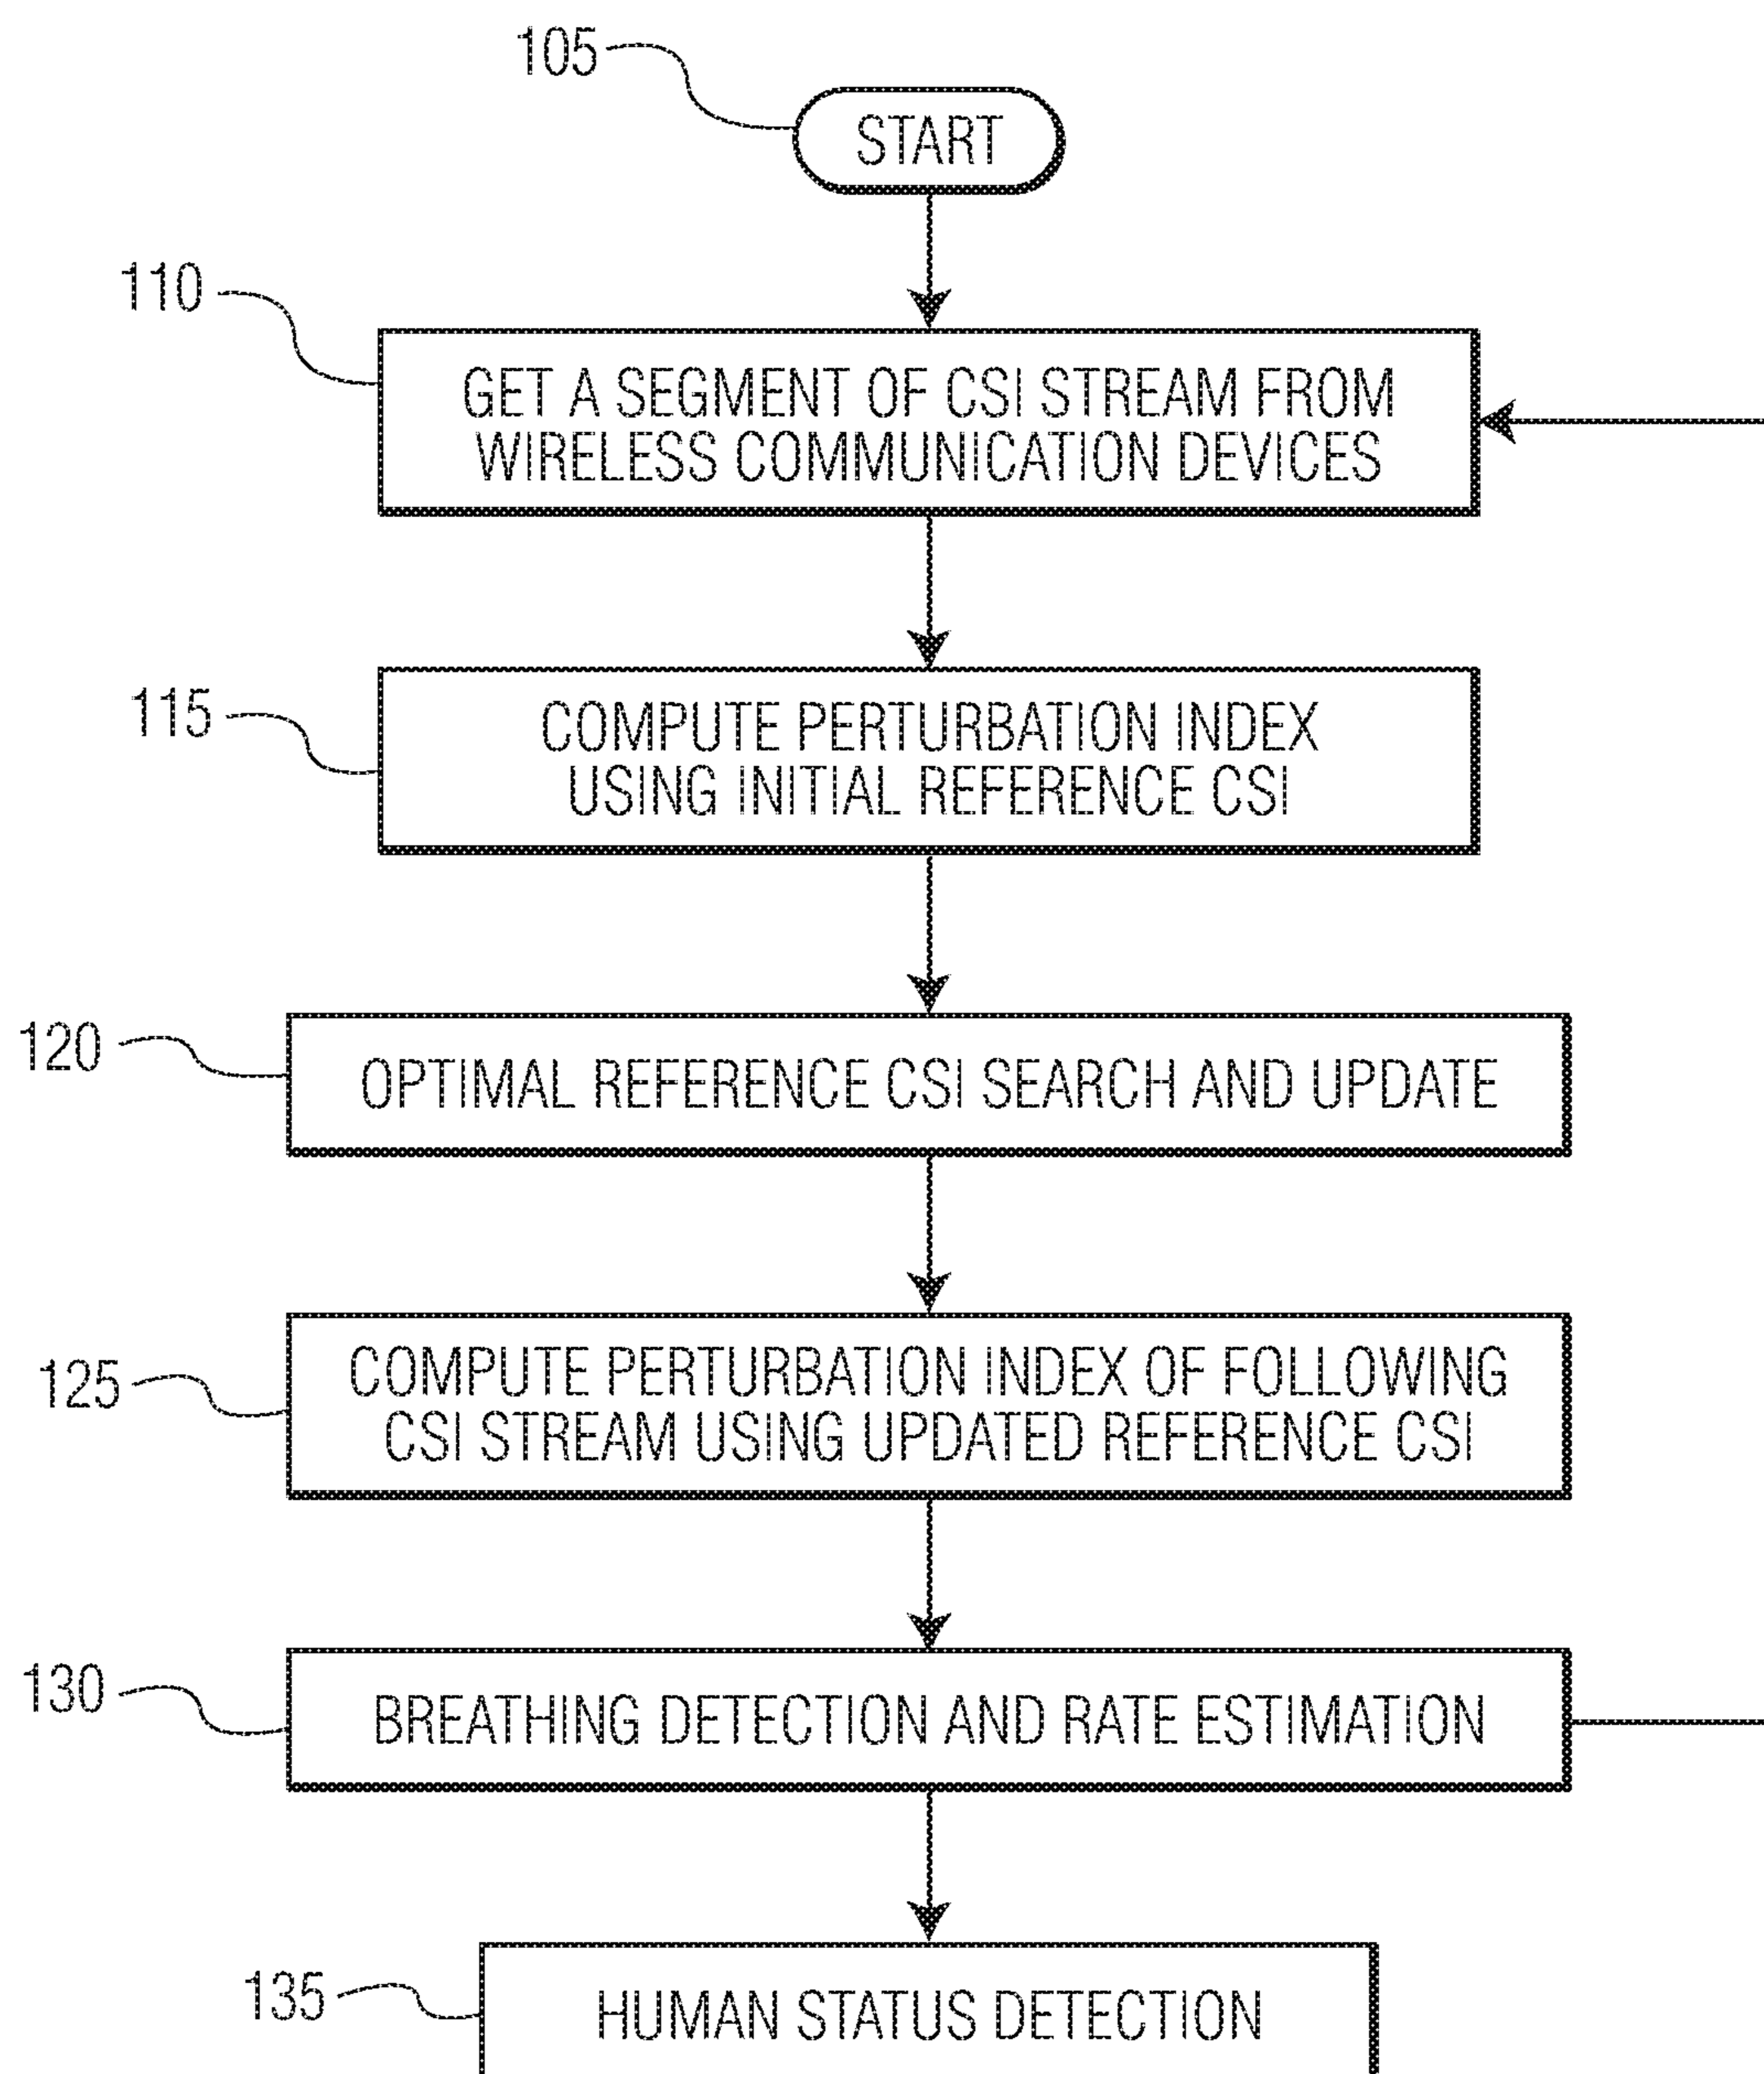 105
START
110
GET A SEGMENT OF CSI STREAM FROM
WIRELESS COMMUNICATION DEVICES
115
COMPUTE PERTURBATION INDEX
USING INITIAL REFERENCE CSI
120
OPTIMAL REFERENCE CSI SEARCH AND UPDATE
125
COMPUTE PERTURBATION INDEX OF FOLLOWING
CSI STREAM USING UPDATED REFERENCE CSI
130
BREATHING DETECTION AND RATE ESTIMATION
135
HUMAN STATUS DETECTION